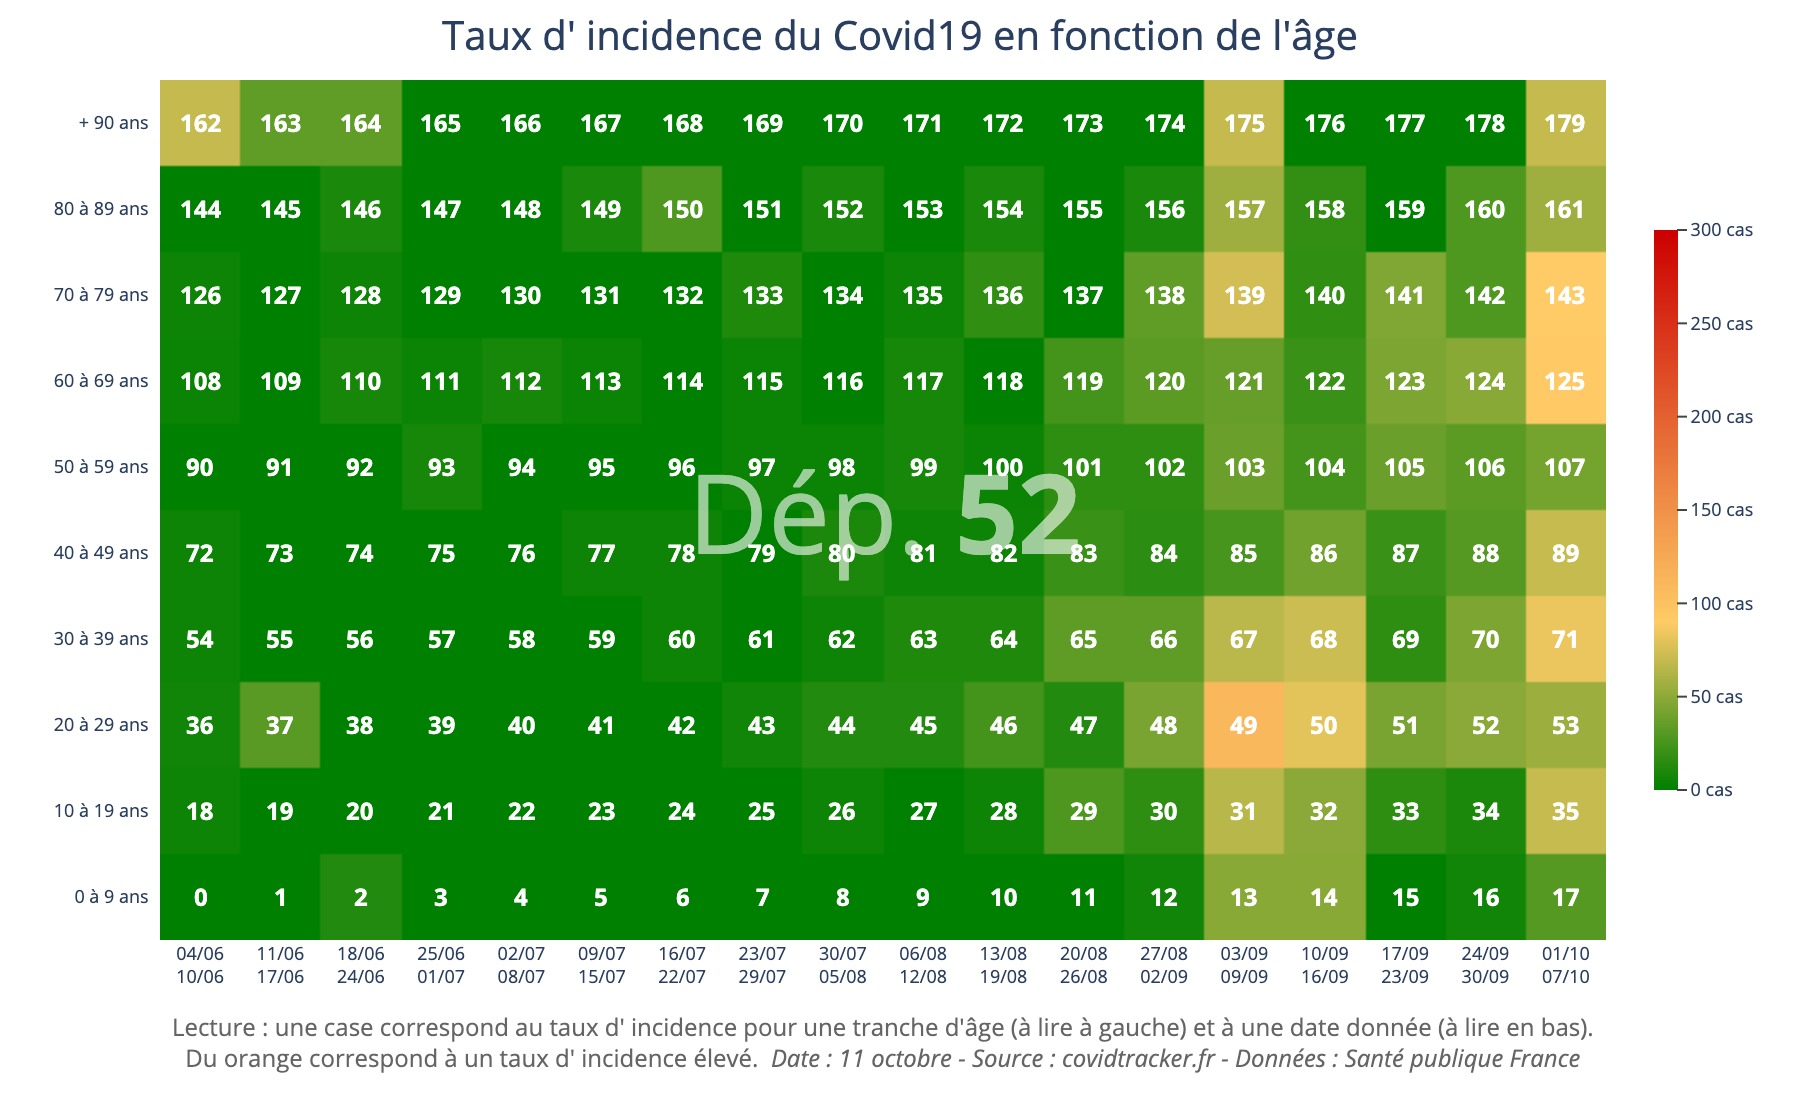 Taux d' incidence du Covid19 en fonction de l'âge
+ 90 ans 162 163 164 165 166 167 168 169 170 171 172 173 174 175 176 177 178 179
80 à 89 ans 144 145 146 147 148 149 150 151 152 153 154 155 156 157 158 159 160 161
70 à 79 ans 126 127 128 129 130 131 132 133 134 135 136 137 138 139 140 141 142 143
60 à 69 ans 108 109 110 111 112 113 114 115 116 117 118 119 120 121 122 123 124 125
50 à 59 ans 90 91 92 93 94 95 96 97 98 99 100 101 102 103 104 105 106 107
Dép. 52
40 à 49 ans 72 73 74 75 76 77 78 79 80 81 82 83 84 85 86 87 88 89
30 à 39 ans 54 55 56 57 58 59 60 61 62 63 64 65 66 67 68 69 70 71
20 à 29 ans 36 37 38 39 40 41 42 43 44 45 46 47 48 49 50 51 52 53
10 à 19 ans 18 19 20 21 22 23 24 25 26 27 28 29 30 31 32 33 34 35
0 à 9 ans 0 1 2 3 4 5 6 7 8 9 10 11 12 13 14 15 16 17
04/06 11/06 18/06 25/06 02/07 09/07 16/07 23/07 30/07 06/08 13/08 20/08 27/08 03/09 10/09 17/09 24/09 01/10
10/06 17/06 24/06 01/07 08/07 15/07 22/07 29/07 05/08 12/08 19/08 26/08 02/09 09/09 16/09 23/09 30/09 07/10
300 cas
250 cas
200 cas
150 cas
100 cas
50 cas
0 cas
Lecture : une case correspond au taux d' incidence pour une tranche d'âge (à lire à gauche) et à une date donnée (à lire en bas).
Du orange correspond à un taux d' incidence élevé. Date : 11 octobre - Source : covidtracker.fr - Données : Santé publique France